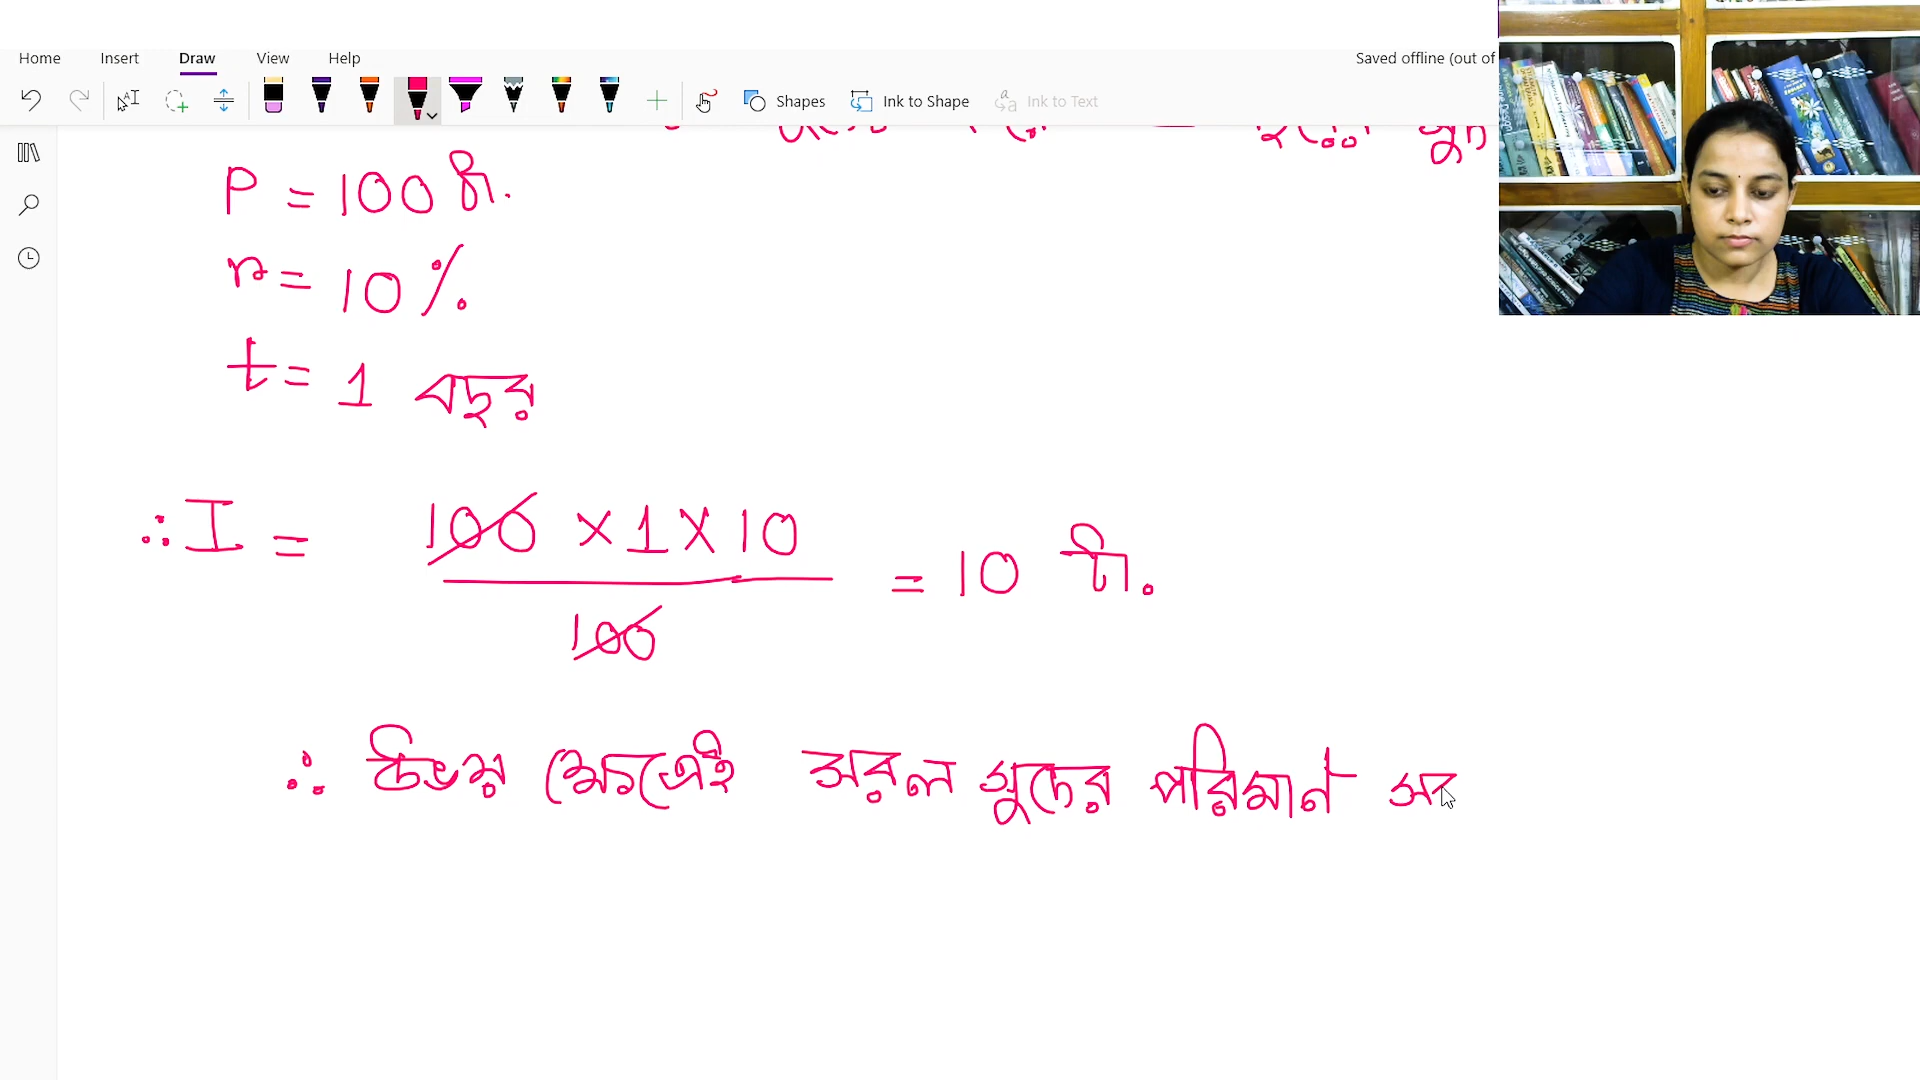 Home Insert Draw View Help Saved offline (out of
Shapes Ink to Shape Ink to Text
P = 100 টা.
r = 10 %
t = 1 বছর
∴ I = 100 × 1 × 10 / 100 = 10 টা.
∴ উভয় ক্ষেত্রেই সরল সুদের পরিমাণ